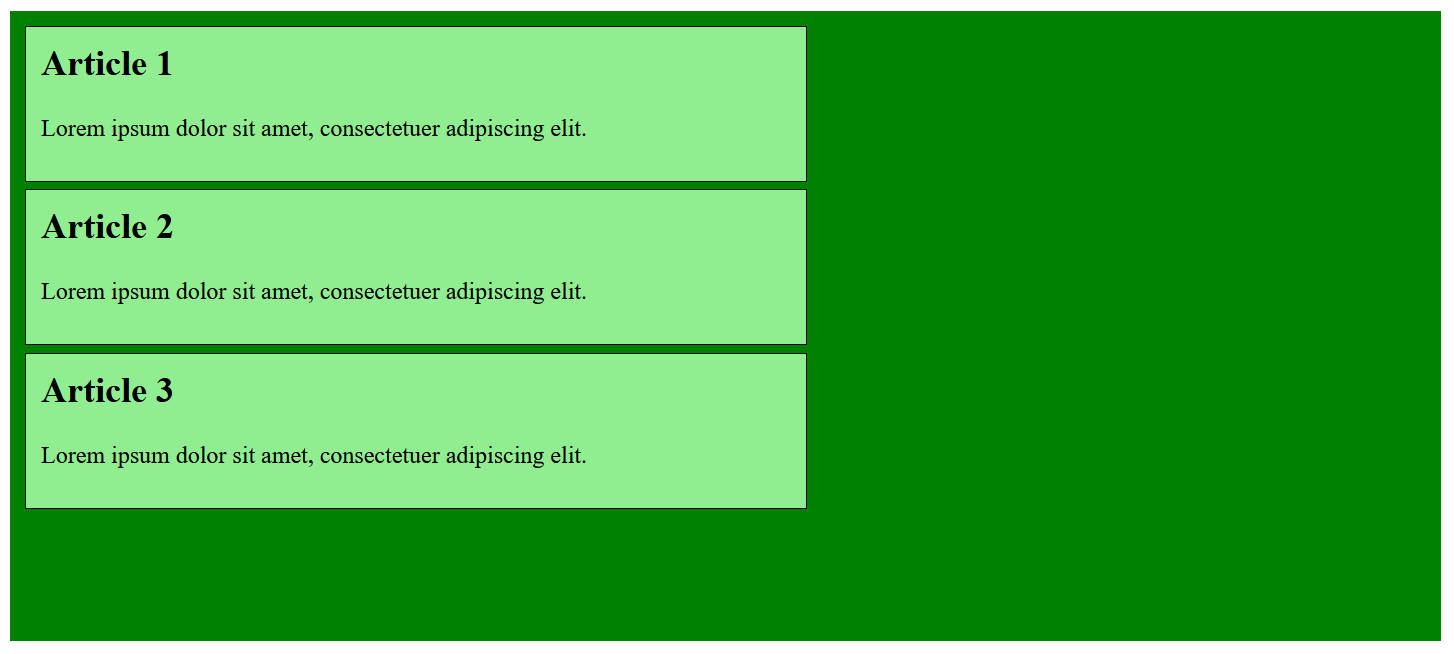 Article 1
Lorem ipsum dolor sit amet, consectetuer adipiscing elit.
Article 2
Lorem ipsum dolor sit amet, consectetuer adipiscing elit.
Article 3
Lorem ipsum dolor sit amet, consectetuer adipiscing elit.